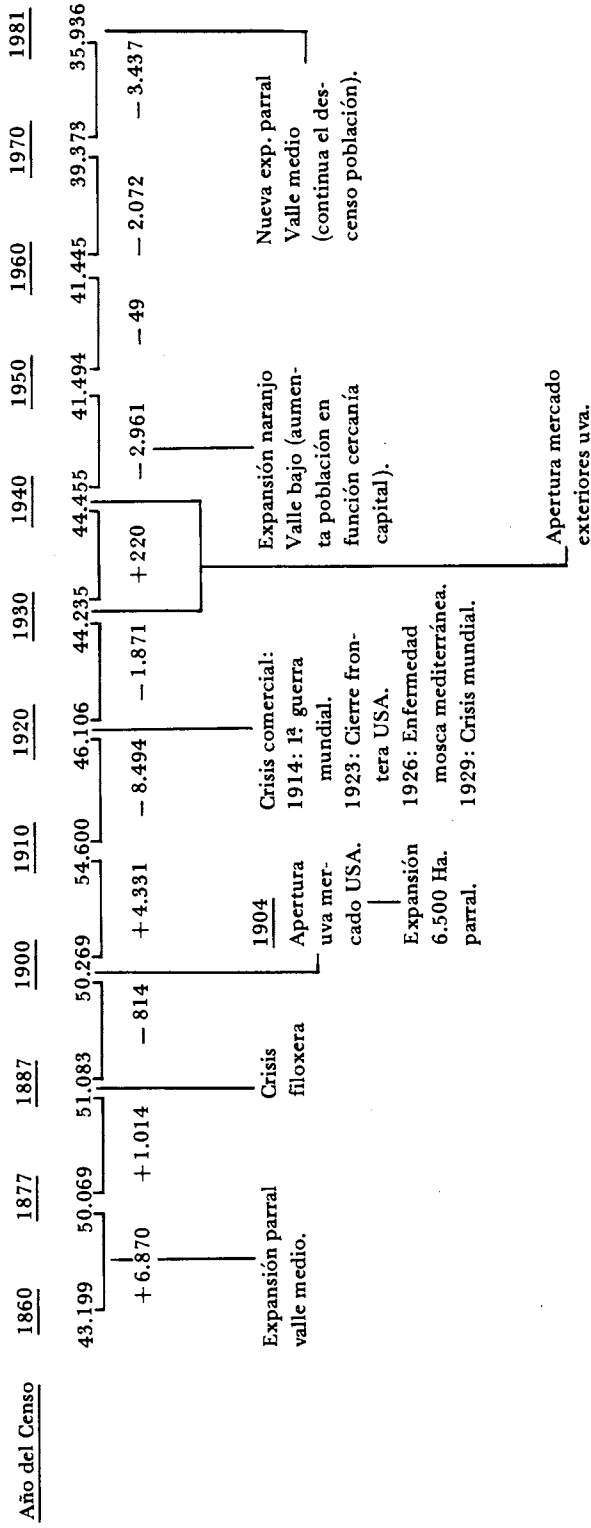 Año del Censo 1860 1877 1887 1900 1910 1920 1930 1940 1950 1960 1970 1981
43.199 50.069 51.083 50.269 54.600 46.106 44.235 44.455 41.494 41.445 39.373 35.936
+ 6.870 + 1.014 − 814 + 4.331 − 8.494 − 1.871 + 220 − 2.961 − 49 − 2.072 − 3.437
Expansión parral
valle medio.
Crisis
filoxera
1904
Apertura
uva mer-
cado USA.
Expansión
6.500 Ha.
parral.
Crisis comercial:
1914: 1ª guerra
mundial.
1923: Cierre fron-
tera USA.
1926: Enfermedad
mosca mediterránea.
1929: Crisis mundial.
Expansión naranjo
Valle bajo (aumen-
ta población en
función cercanía
capital).
Apertura mercado
exteriores uva.
Nueva exp. parral
Valle medio
(continua el des-
censo población).